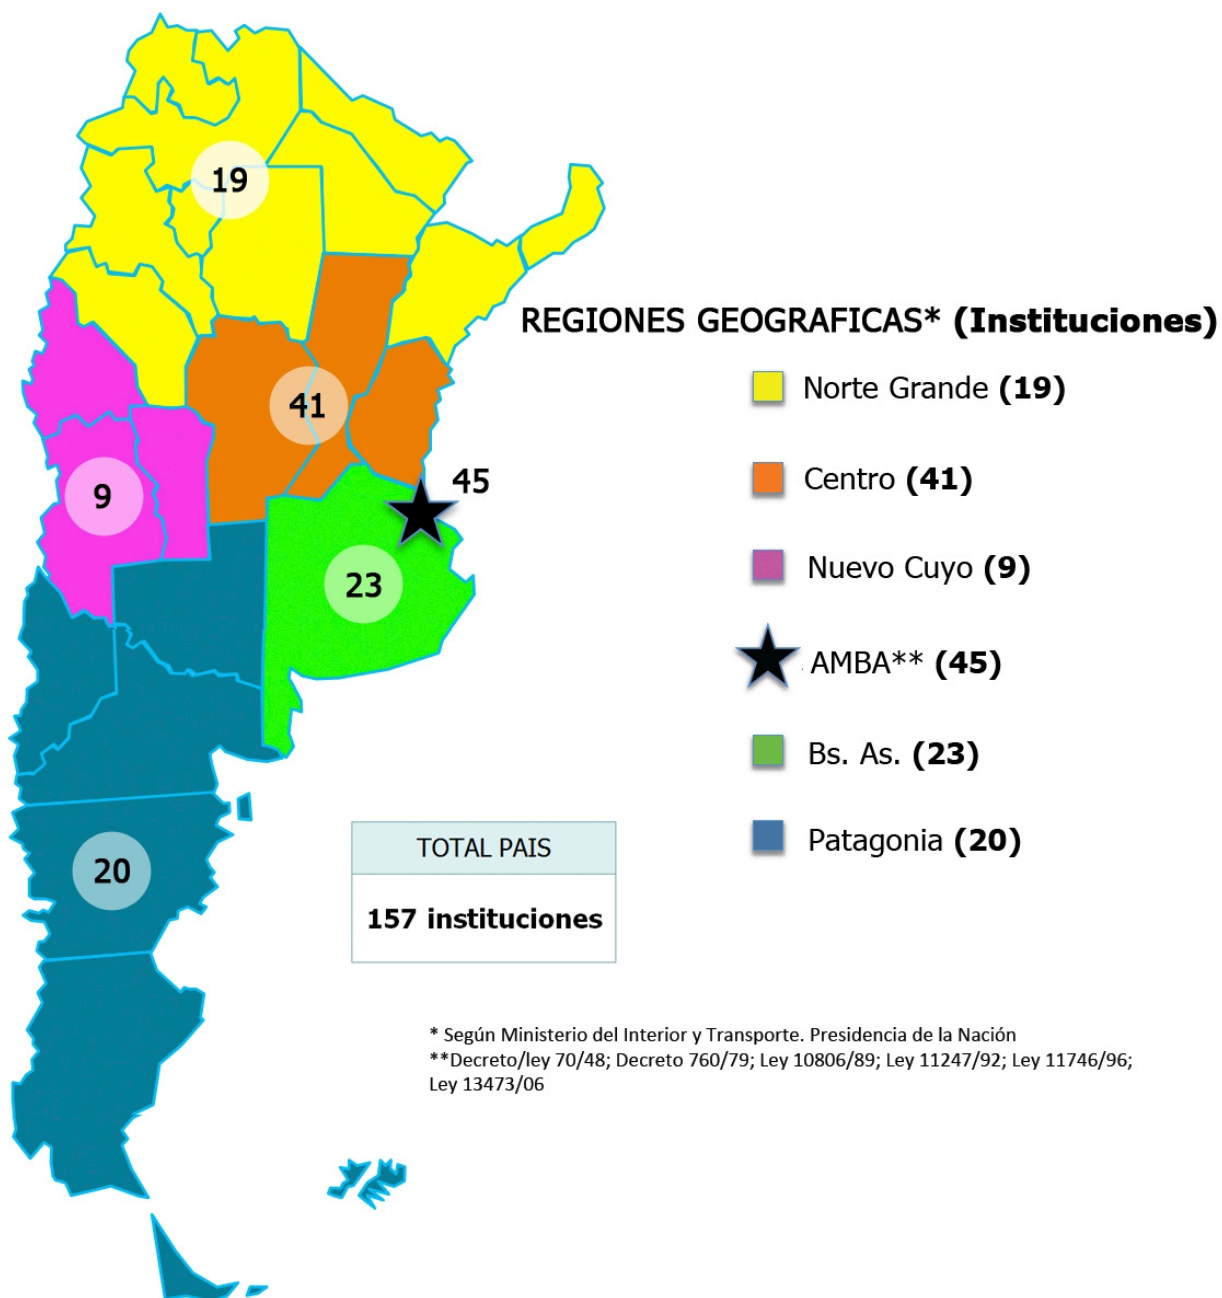 19
REGIONES GEOGRAFICAS* (Instituciones)
Norte Grande (19)
41
45
Centro (41)
9
Nuevo Cuyo (9)
23
AMBA** (45)
Bs. As. (23)
Patagonia (20)
20
TOTAL PAIS
157 instituciones
* Según Ministerio del Interior y Transporte. Presidencia de la Nación
**Decreto/ley 70/48; Decreto 760/79; Ley 10806/89; Ley 11247/92; Ley 11746/96;
Ley 13473/06